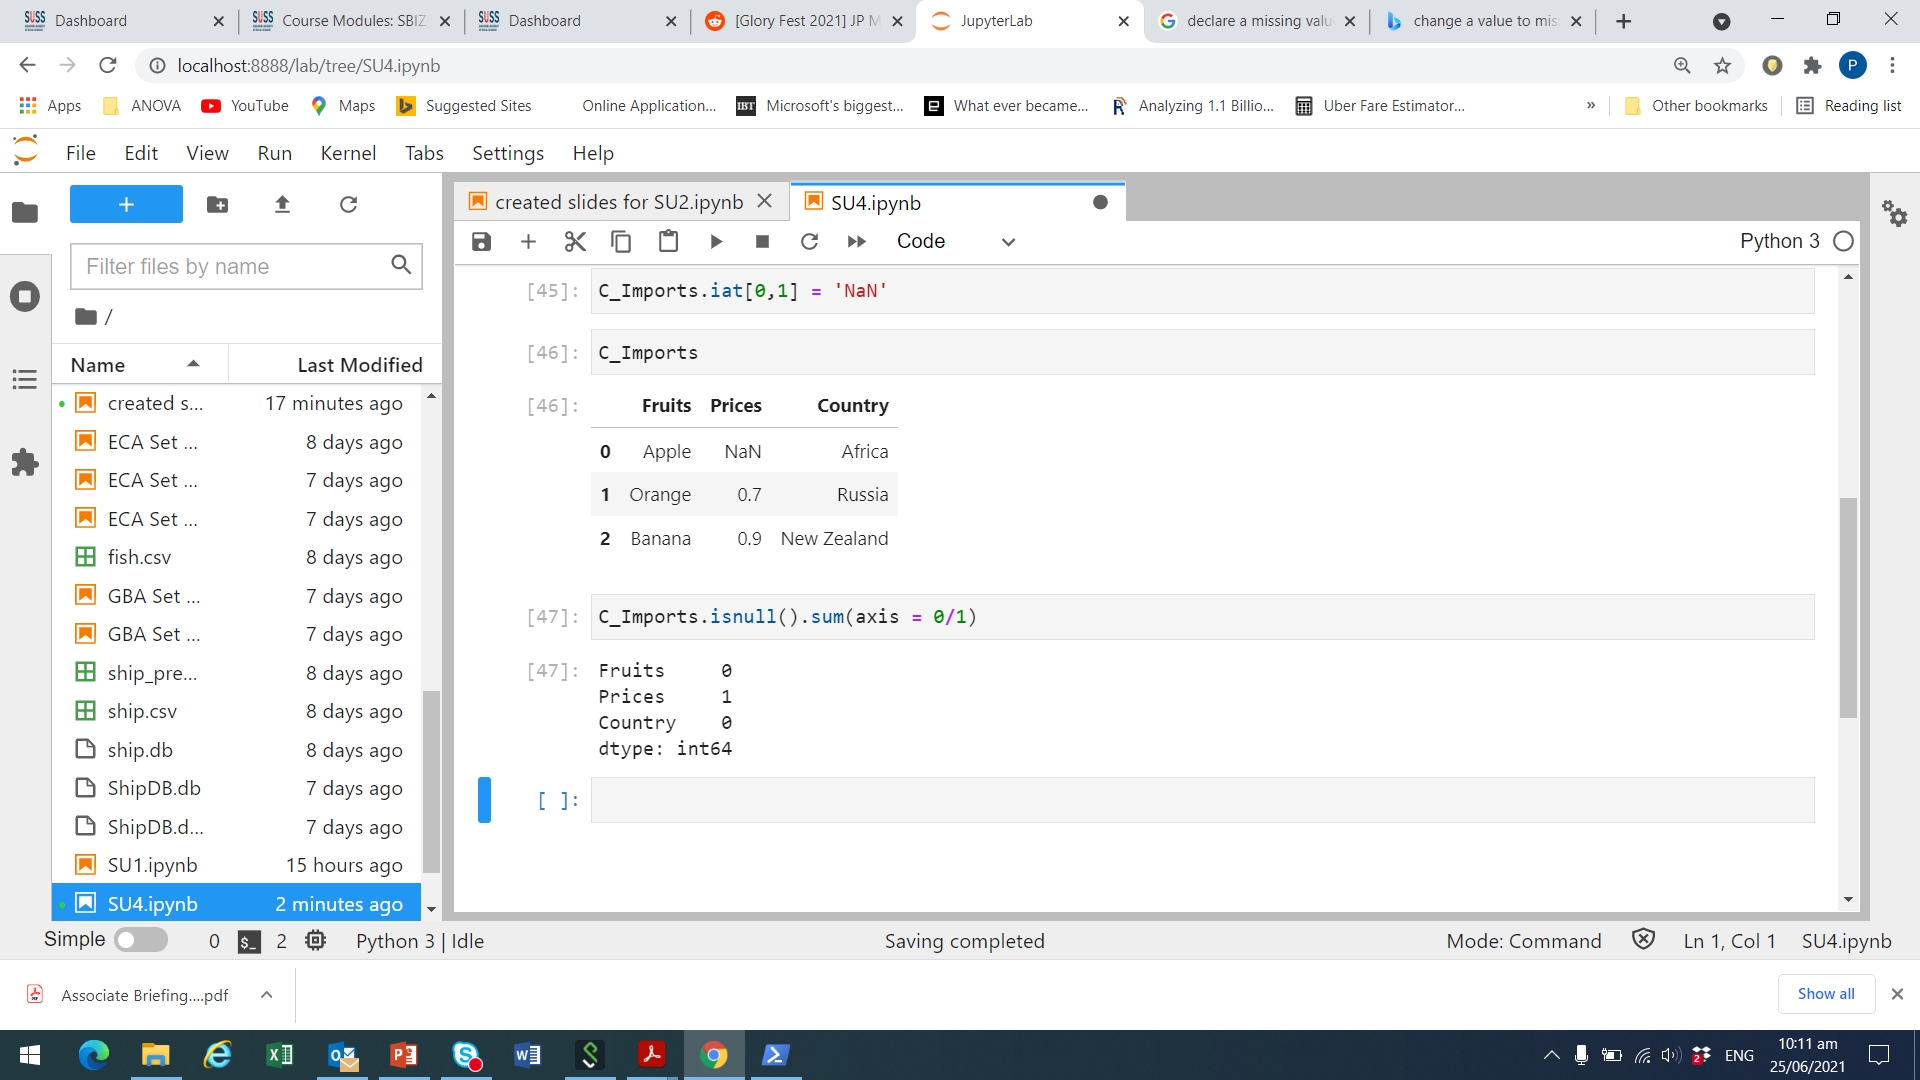 Dashboard
Course Modules: SBIZ
Dashboard
[Glory Fest 2021] JP M
JupyterLab
declare a missing valu
change a value to mis
localhost:8888/lab/tree/SU4.ipynb
P
Apps
ANOVA
YouTube
Maps
Suggested Sites
Online Application...
IBT Microsoft's biggest...
What ever became...
Analyzing 1.1 Billio...
Uber Fare Estimator...
»
Other bookmarks
Reading list
File Edit View Run Kernel Tabs Settings Help
created slides for SU2.ipynb
SU4.ipynb
Code
Python 3
Filter files by name
/
Name Last Modified
created s... 17 minutes ago
ECA Set ... 8 days ago
ECA Set ... 7 days ago
ECA Set ... 7 days ago
fish.csv 8 days ago
GBA Set ... 7 days ago
GBA Set ... 7 days ago
ship_pre... 8 days ago
ship.csv 8 days ago
ship.db 8 days ago
ShipDB.db 7 days ago
ShipDB.d... 7 days ago
SU1.ipynb 15 hours ago
SU4.ipynb 2 minutes ago
[45]: C_Imports.iat[0,1] = 'NaN'
[46]: C_Imports
[46]: Fruits Prices Country
0 Apple NaN Africa
1 Orange 0.7 Russia
2 Banana 0.9 New Zealand
[47]: C_Imports.isnull().sum(axis = 0/1)
[47]: Fruits 0
Prices 1
Country 0
dtype: int64
[ ]:
Simple 0 $_ 2 Python 3 | Idle Saving completed Mode: Command Ln 1, Col 1 SU4.ipynb
Associate Briefing....pdf
Show all
ENG
10:11 am
25/06/2021